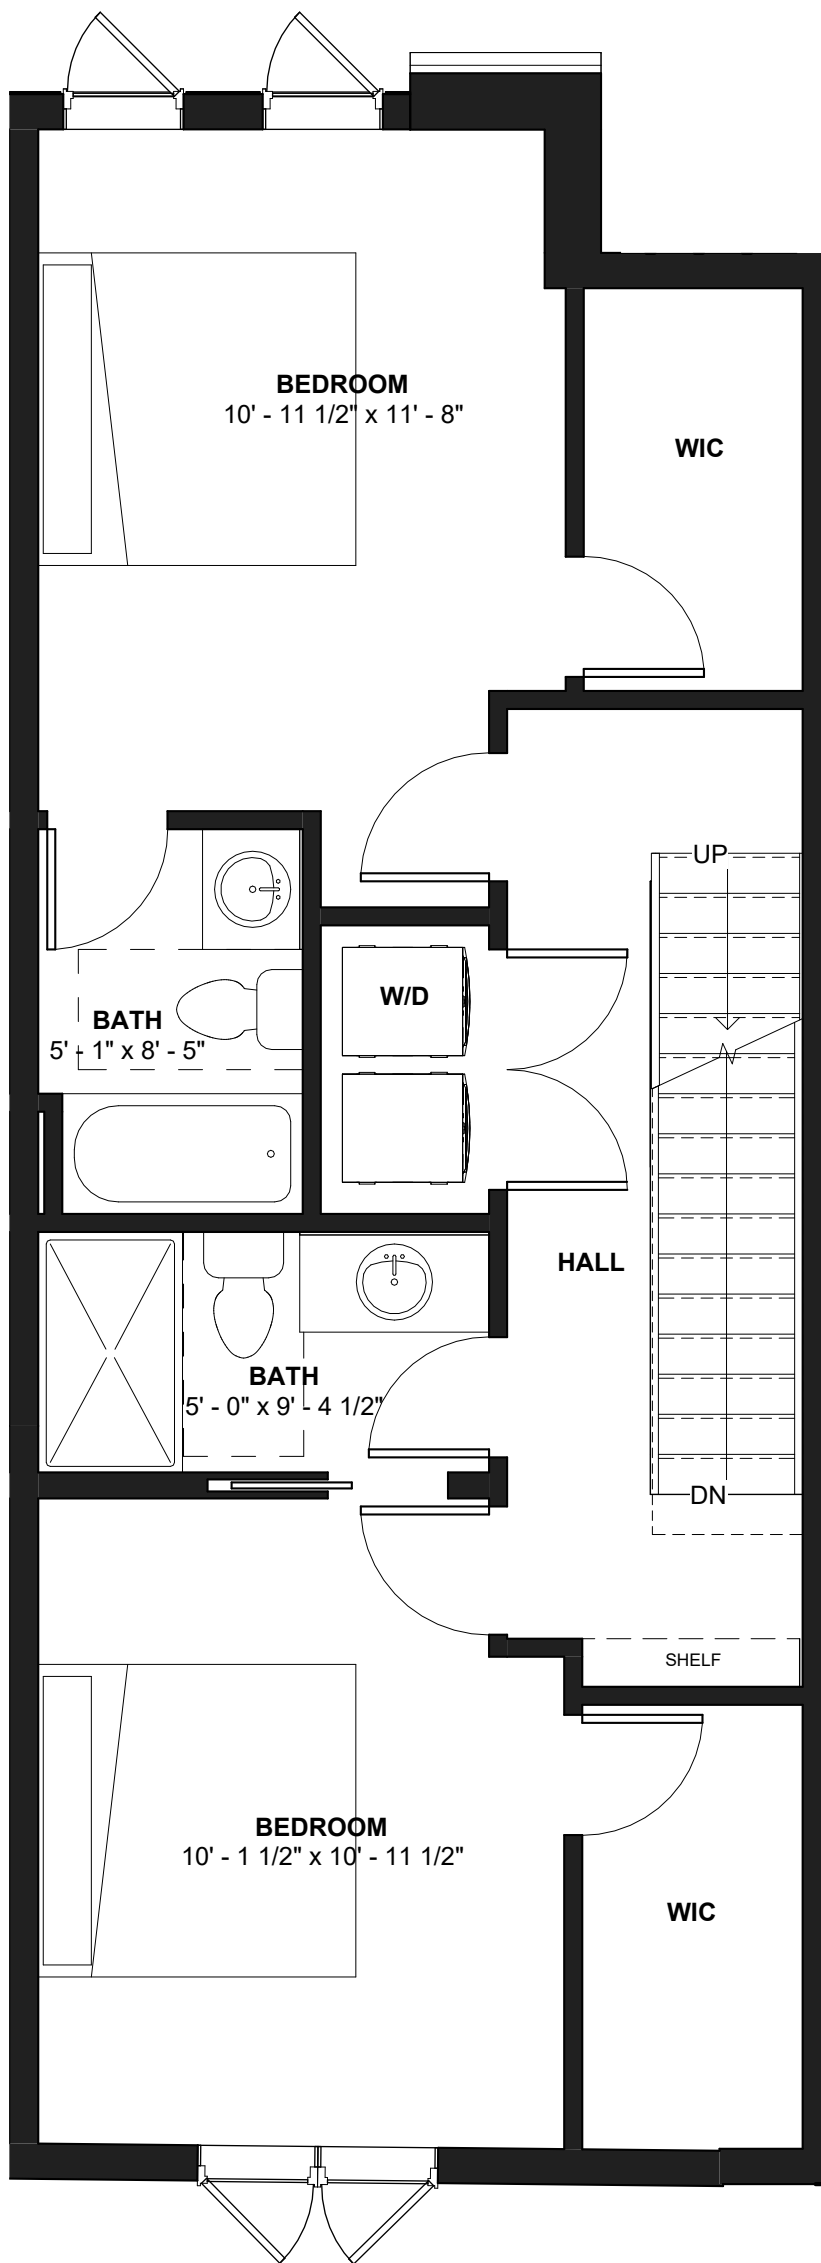 BEDROOM
10' - 11 1/2" x 11' - 8"
WIC
UP
W/D
BATH
5' - 1" x 8' - 5"
HALL
BATH
5' - 0" x 9' - 4 1/2"
DN
SHELF
BEDROOM
10' - 1 1/2" x 10' - 11 1/2"
WIC